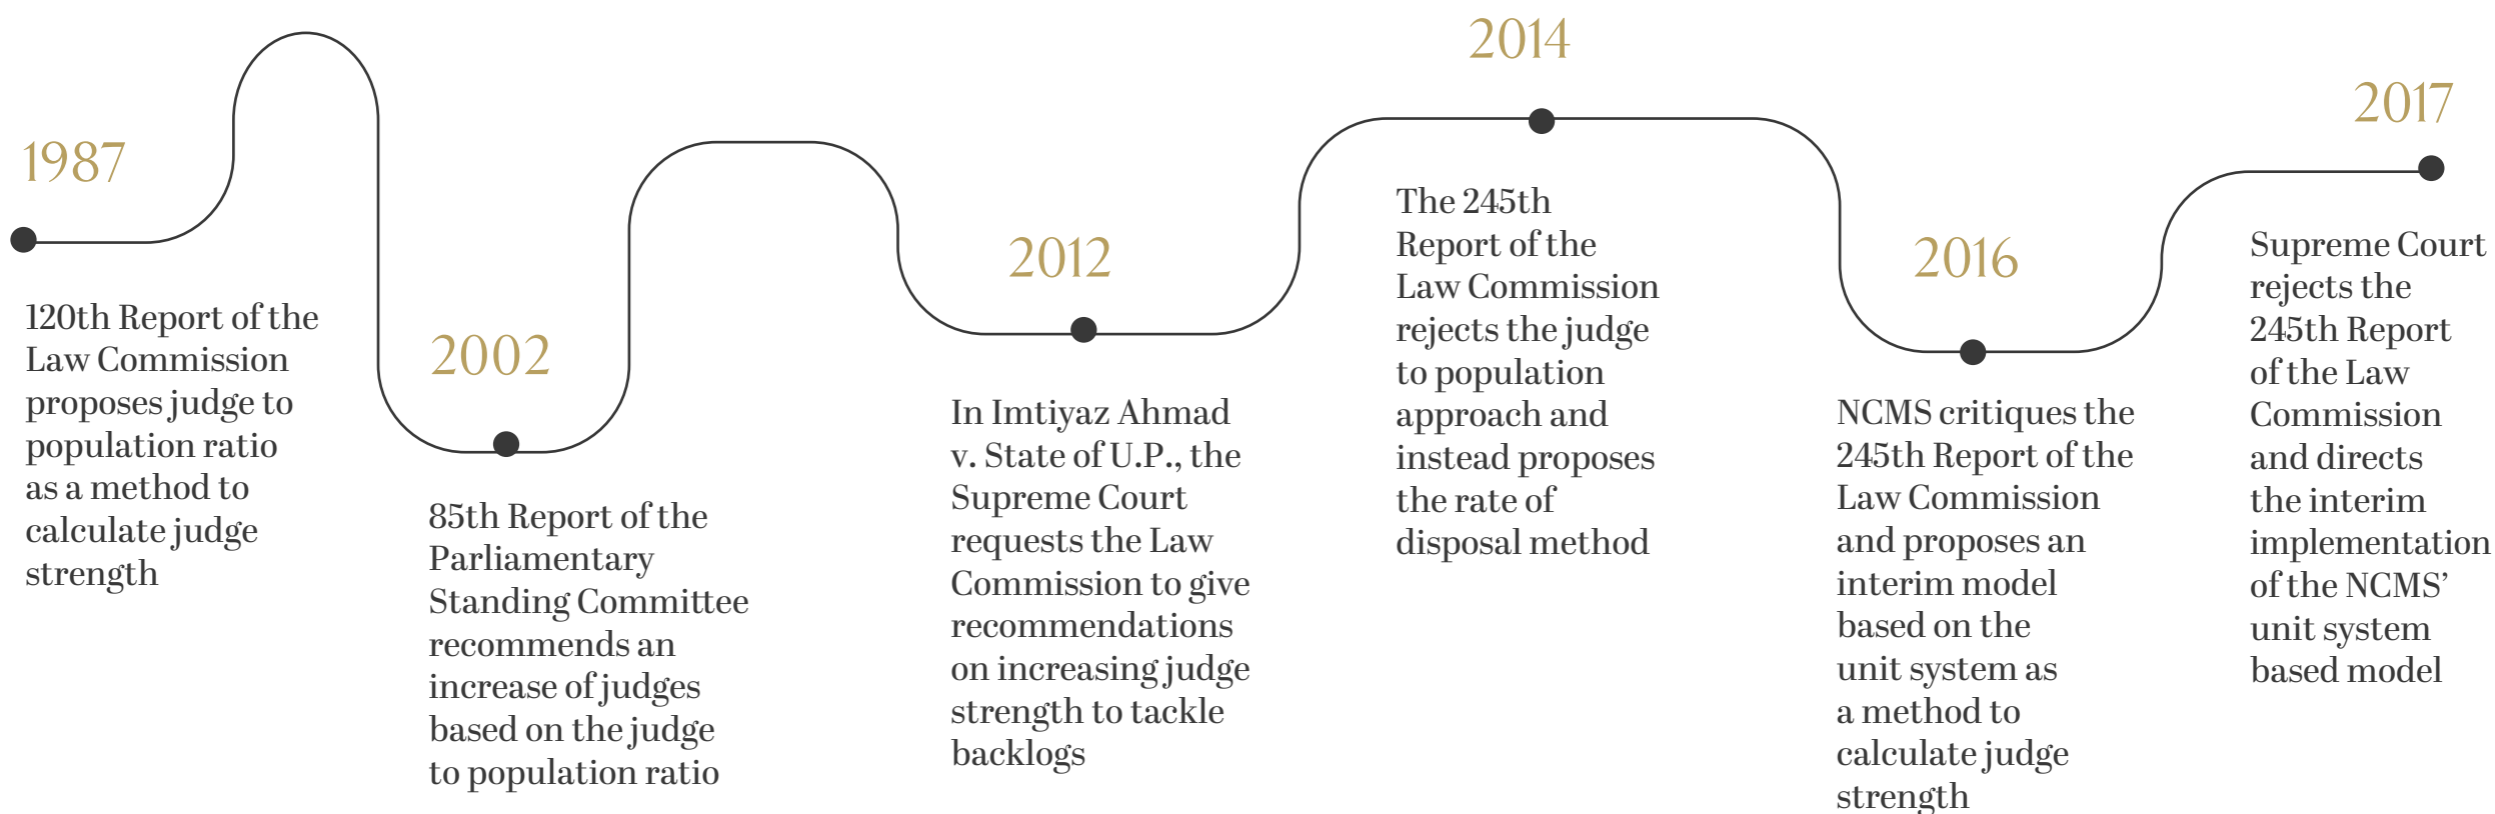 1987
120th Report of the
Law Commission
proposes judge to
population ratio
as a method to
calculate judge
strength
2002
85th Report of the
Parliamentary
Standing Committee
recommends an
increase of judges
based on the judge
to population ratio
2012
In Imtiyaz Ahmad
v. State of U.P., the
Supreme Court
requests the Law
Commission to give
recommendations
on increasing judge
strength to tackle
backlogs
2014
The 245th
Report of the
Law Commission
rejects the judge
to population
approach and
instead proposes
the rate of
disposal method
2016
NCMS critiques the
245th Report of the
Law Commission
and proposes an
interim model
based on the
unit system as
a method to
calculate judge
strength
2017
Supreme Court
rejects the
245th Report
of the Law
Commission
and directs
the interim
implementation
of the NCMS’
unit system
based model